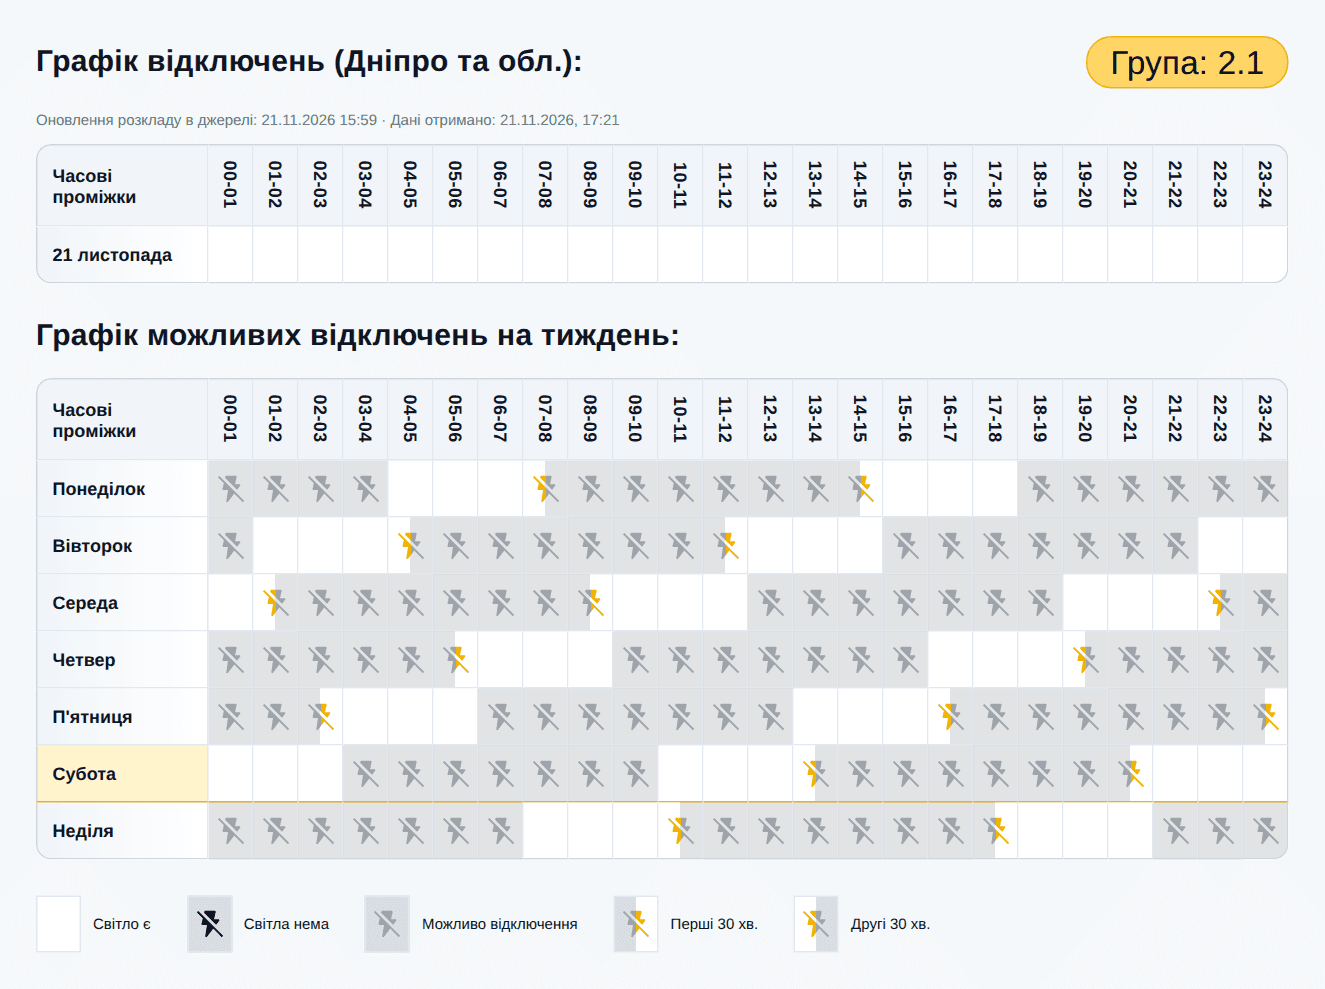 Графік відключень (Дніпро та обл.):
Група: 2.1
Оновлення розкладу в джерелі: 21.11.2026 15:59 · Дані отримано: 21.11.2026, 17:21
Часові проміжки 00-01 01-02 02-03 03-04 04-05 05-06 06-07 07-08 08-09 09-10 10-11 11-12 12-13 13-14 14-15 15-16 16-17 17-18 18-19 19-20 20-21 21-22 22-23 23-24
21 листопада
Графік можливих відключень на тиждень:
Часові проміжки 00-01 01-02 02-03 03-04 04-05 05-06 06-07 07-08 08-09 09-10 10-11 11-12 12-13 13-14 14-15 15-16 16-17 17-18 18-19 19-20 20-21 21-22 22-23 23-24
Понеділок
Вівторок
Середа
Четвер
П'ятниця
Субота
Неділя
Світло є Світла нема Можливо відключення Перші 30 хв. Другі 30 хв.